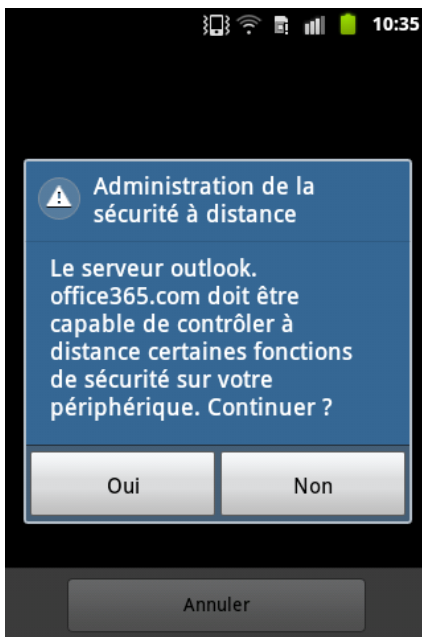 10:35
Administration de la
sécurité à distance
Le serveur outlook.
office365.com doit être
capable de contrôler à
distance certaines fonctions
de sécurité sur votre
périphérique. Continuer ?
Oui
Non
Annuler